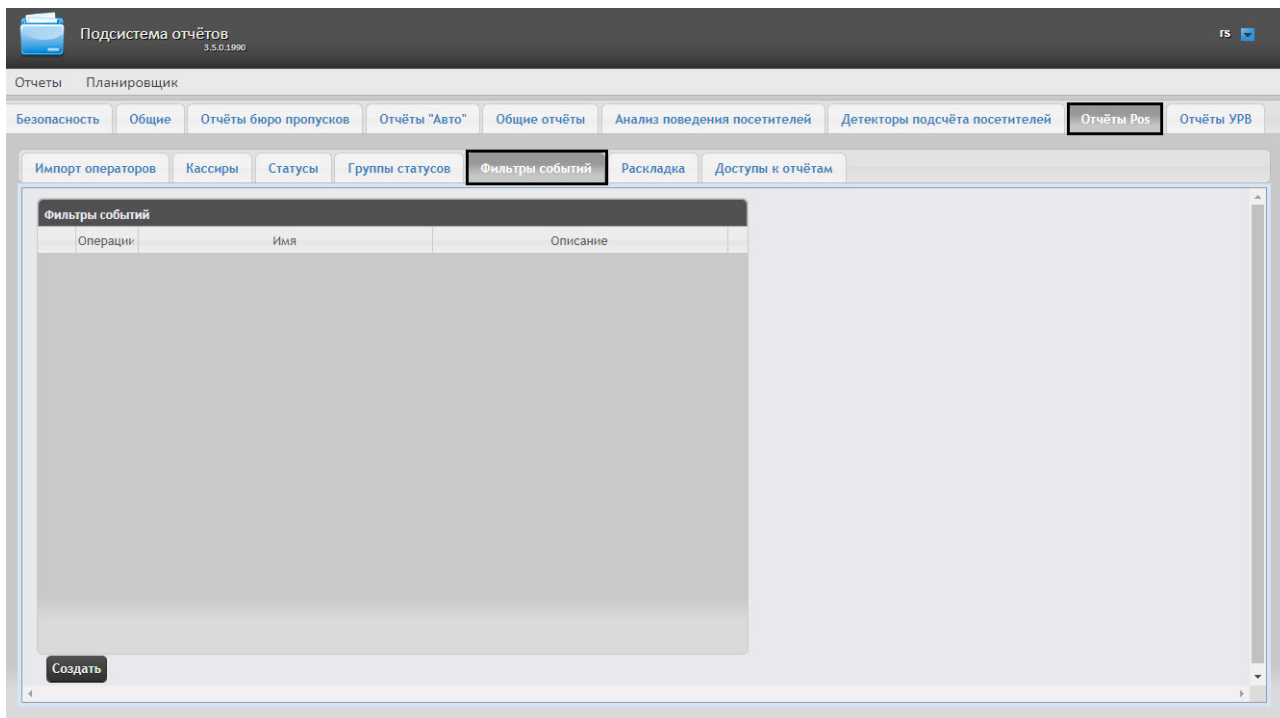 Подсистема отчётов
3.5.0.1990
rs
Отчеты Планировщик
Безопасность Общие Отчёты бюро пропусков Отчёты "Авто" Общие отчёты Анализ поведения посетителей Детекторы подсчёта посетителей Отчёты Pos Отчёты УРВ
Импорт операторов Кассиры Статусы Группы статусов Фильтры событий Раскладка Доступы к отчётам
Фильтры событий
Операции Имя Описание
Создать